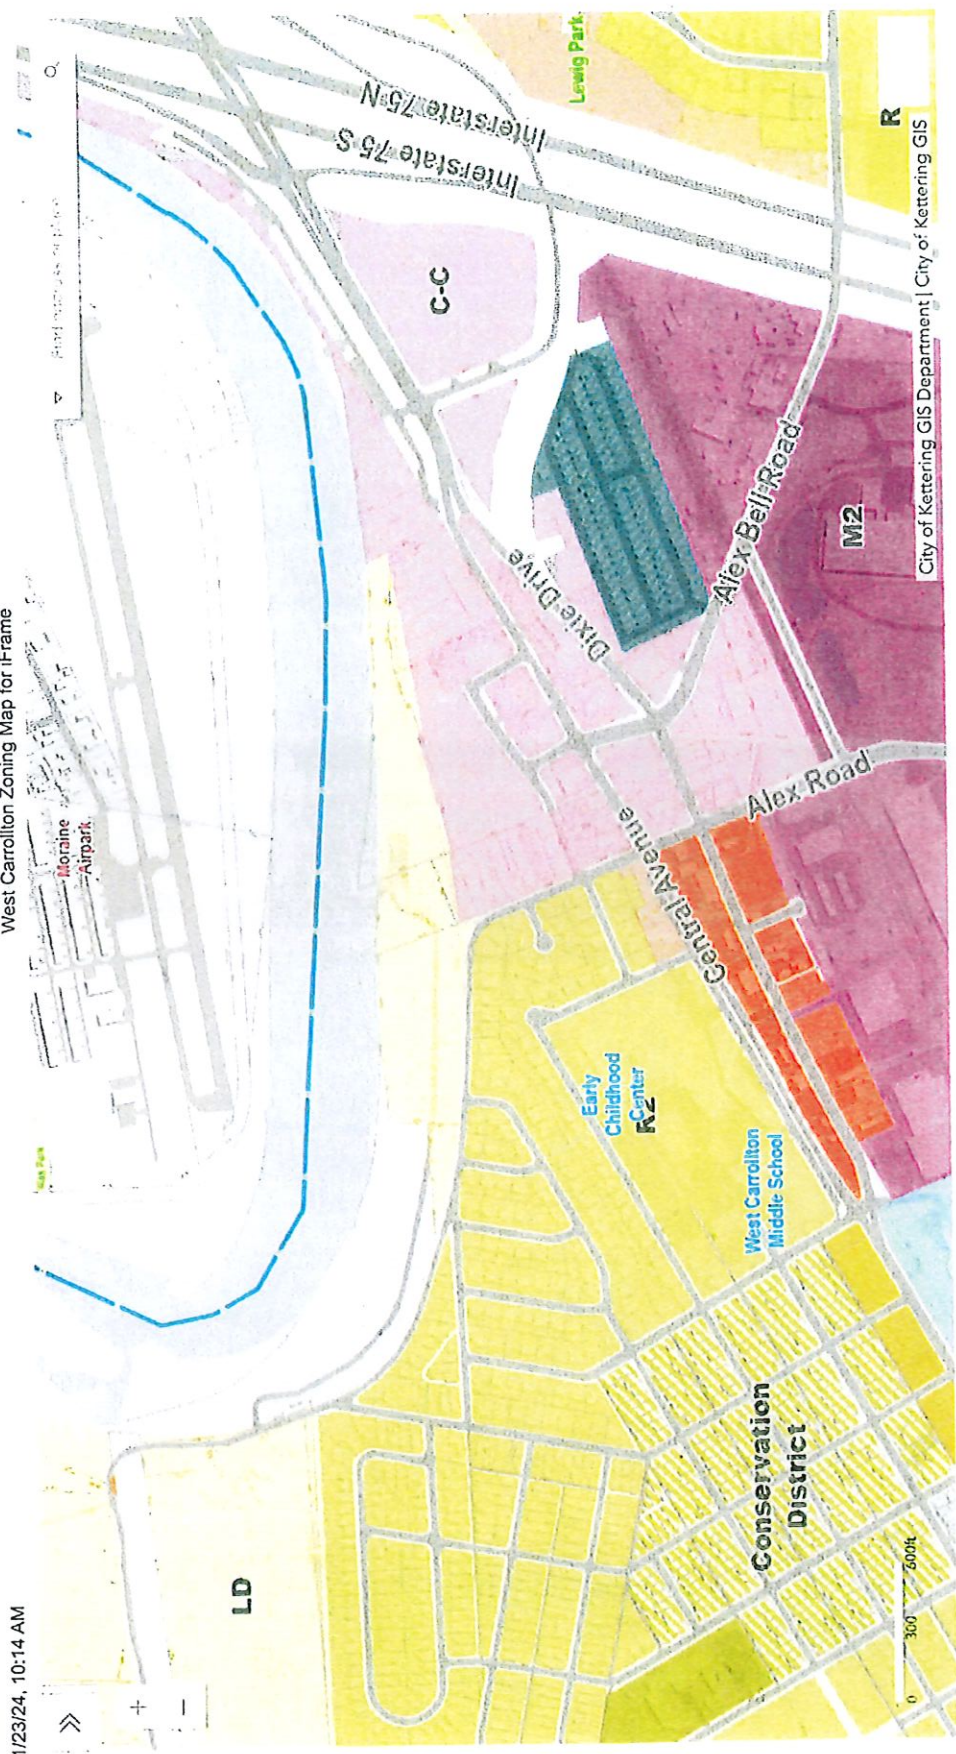 1/23/24, 10:14 AM
West Carrollton Zoning Map for iFrame
Moraine
Airpark
LD
C-C
Interstate 75 S
Interstate 75 N
Lewig Park
Dixie Drive
Central Avenue
Alex Bell Road
Alex Road
Early
Childhood
Center
R2
West Carrollton
Middle School
Conservation
District
M2
R
0
300
600ft
City of Kettering GIS Department | City of Kettering GIS